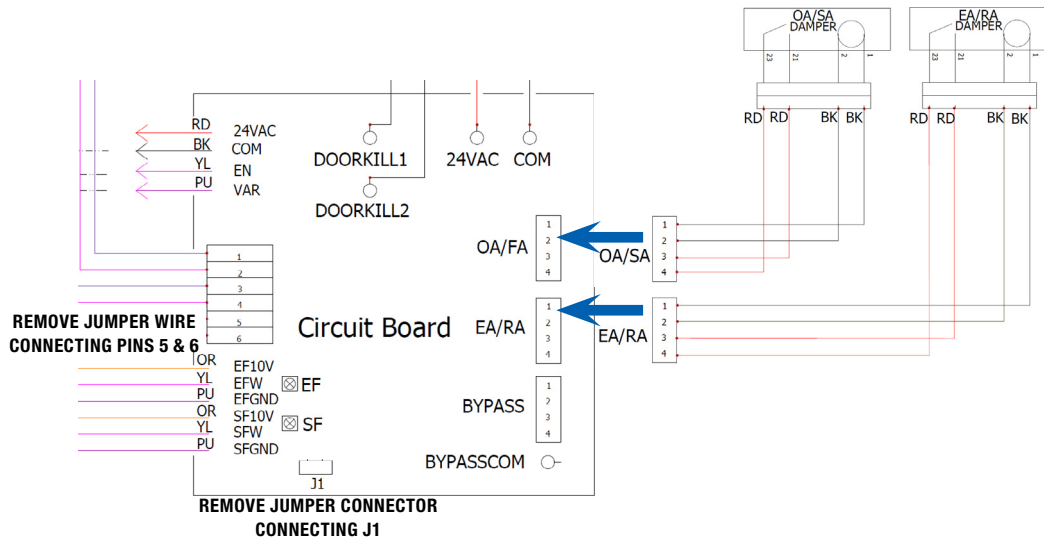 OA/SA
DAMPER
23
21
2
1
RD
RD
BK
BK
EA/RA
DAMPER
23
21
2
1
RD
RD
BK
BK
RD
24VAC
BK
COM
YL
EN
PU
VAR
DOORKILL1
24VAC
COM
DOORKILL2
OA/FA
1
2
3
4
OA/SA
1
2
3
4
1
2
3
4
5
6
REMOVE JUMPER WIRE
CONNECTING PINS 5 & 6
Circuit Board
EA/RA
1
2
3
4
EA/RA
1
2
3
4
OR
EF10V
YL
EFW
PU
EFGND
OR
SF10V
YL
SFW
PU
SFGND
EF
SF
BYPASS
1
2
3
4
BYPASSCOM
J1
REMOVE JUMPER CONNECTOR
CONNECTING J1